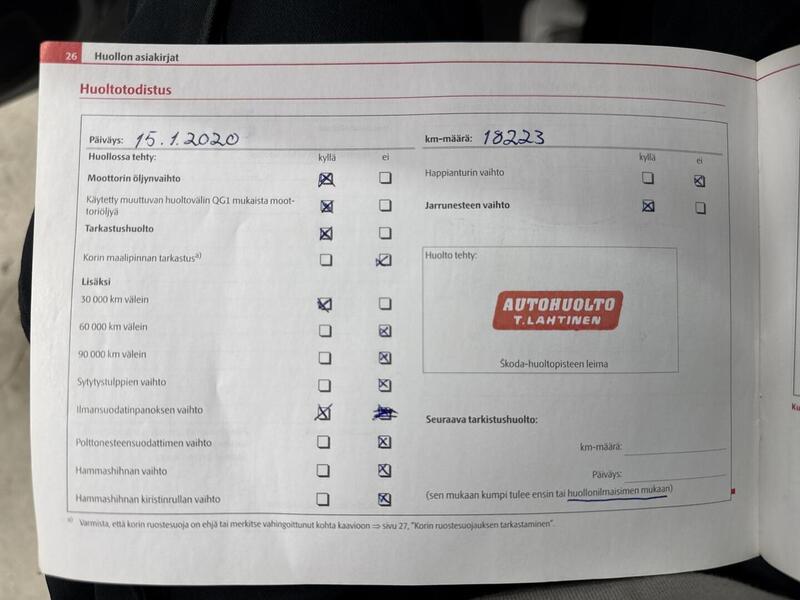 26 Huollon asiakirjat
Huoltotodistus
Päiväys: 15.1.2020
km-määrä: 18223
Huollossa tehty: kyllä ei
Moottorin öljynvaihto
Käytetty muuttuvan huoltovälin QG1 mukaista moot-
toriöljyä
Tarkastushuolto
Korin maalipinnan tarkastus a)
Lisäksi
30 000 km välein
60 000 km välein
90 000 km välein
Sytytystulppien vaihto
Ilmansuodatinpanoksen vaihto
Polttonesteensuodattimen vaihto
Hammashihnan vaihto
Hammashihnan kiristinrullan vaihto
kyllä ei
Happianturin vaihto
Jarrunesteen vaihto
Huolto tehty:
AUTOHUOLTO
T.LAHTINEN
Škoda-huoltopisteen leima
Seuraava tarkistushuolto:
km-määrä:
Päiväys:
(sen mukaan kumpi tulee ensin tai huollonilmaisimen mukaan)
a) Varmista, että korin ruostesuoja on ehjä tai merkitse vahingoittunut kohta kaavioon ⇒ sivu 27, "Korin ruostesuojauksen tarkastaminen".
Ku